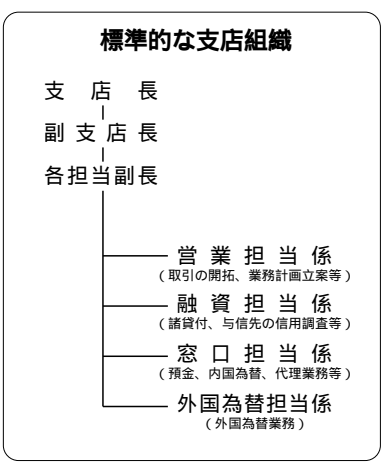 標準的な支店組織
支店長
副支店長
各担当副長
営業担当係
（取引の開拓、業務計画立案等）
融資担当係
（諸貸付、与信先の信用調査等）
窓口担当係
（預金、内国為替、代理業務等）
外国為替担当係
（外国為替業務）